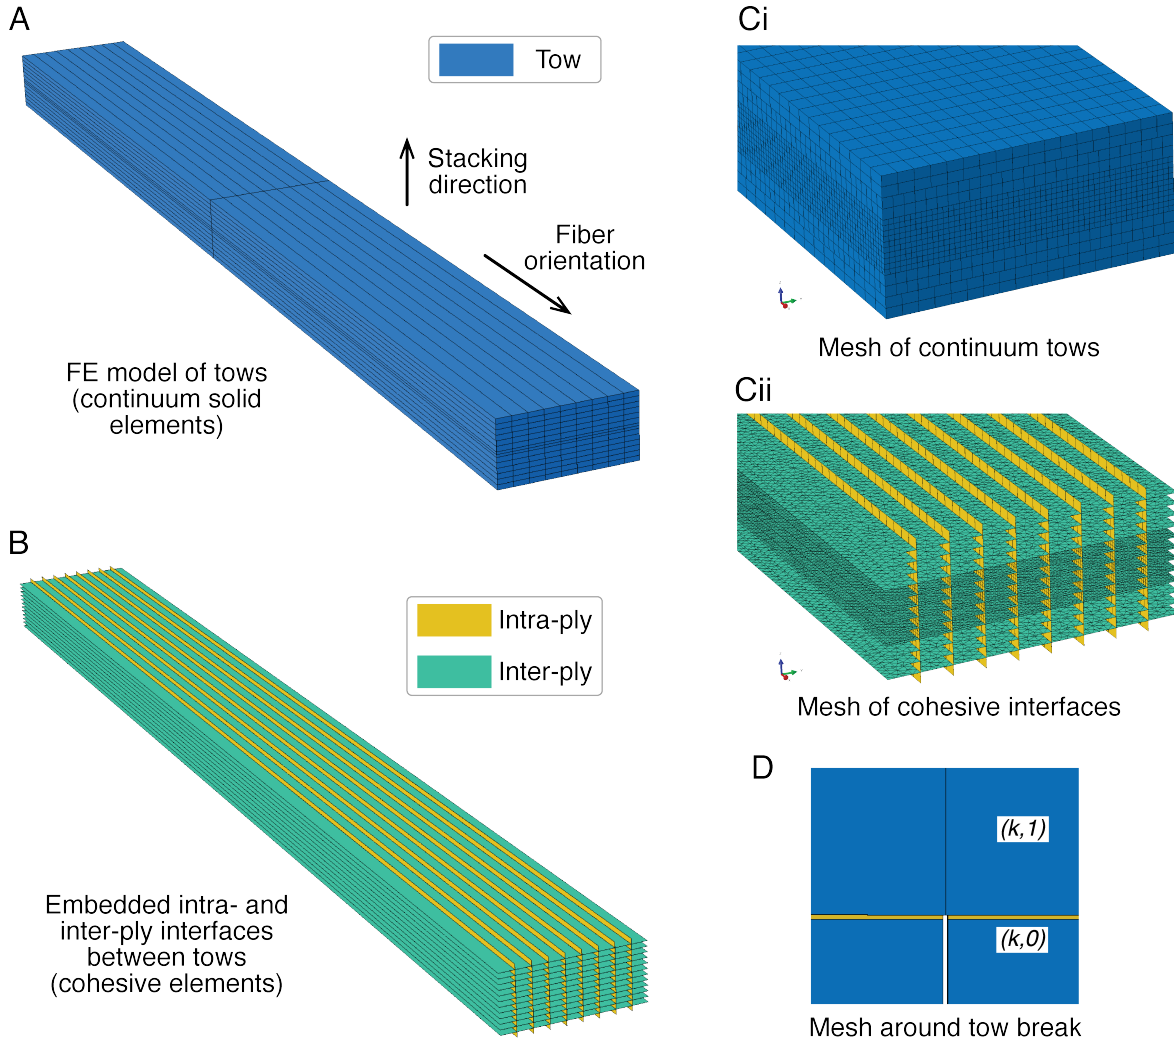 A
Tow
Stacking
direction
Fiber
orientation
FE model of tows
(continuum solid
elements)
B
Intra-ply
Inter-ply
Embedded intra- and
inter-ply interfaces
between tows
(cohesive elements)
Ci
Mesh of continuum tows
Cii
Mesh of cohesive interfaces
D
(k,1)
(k,0)
Mesh around tow break